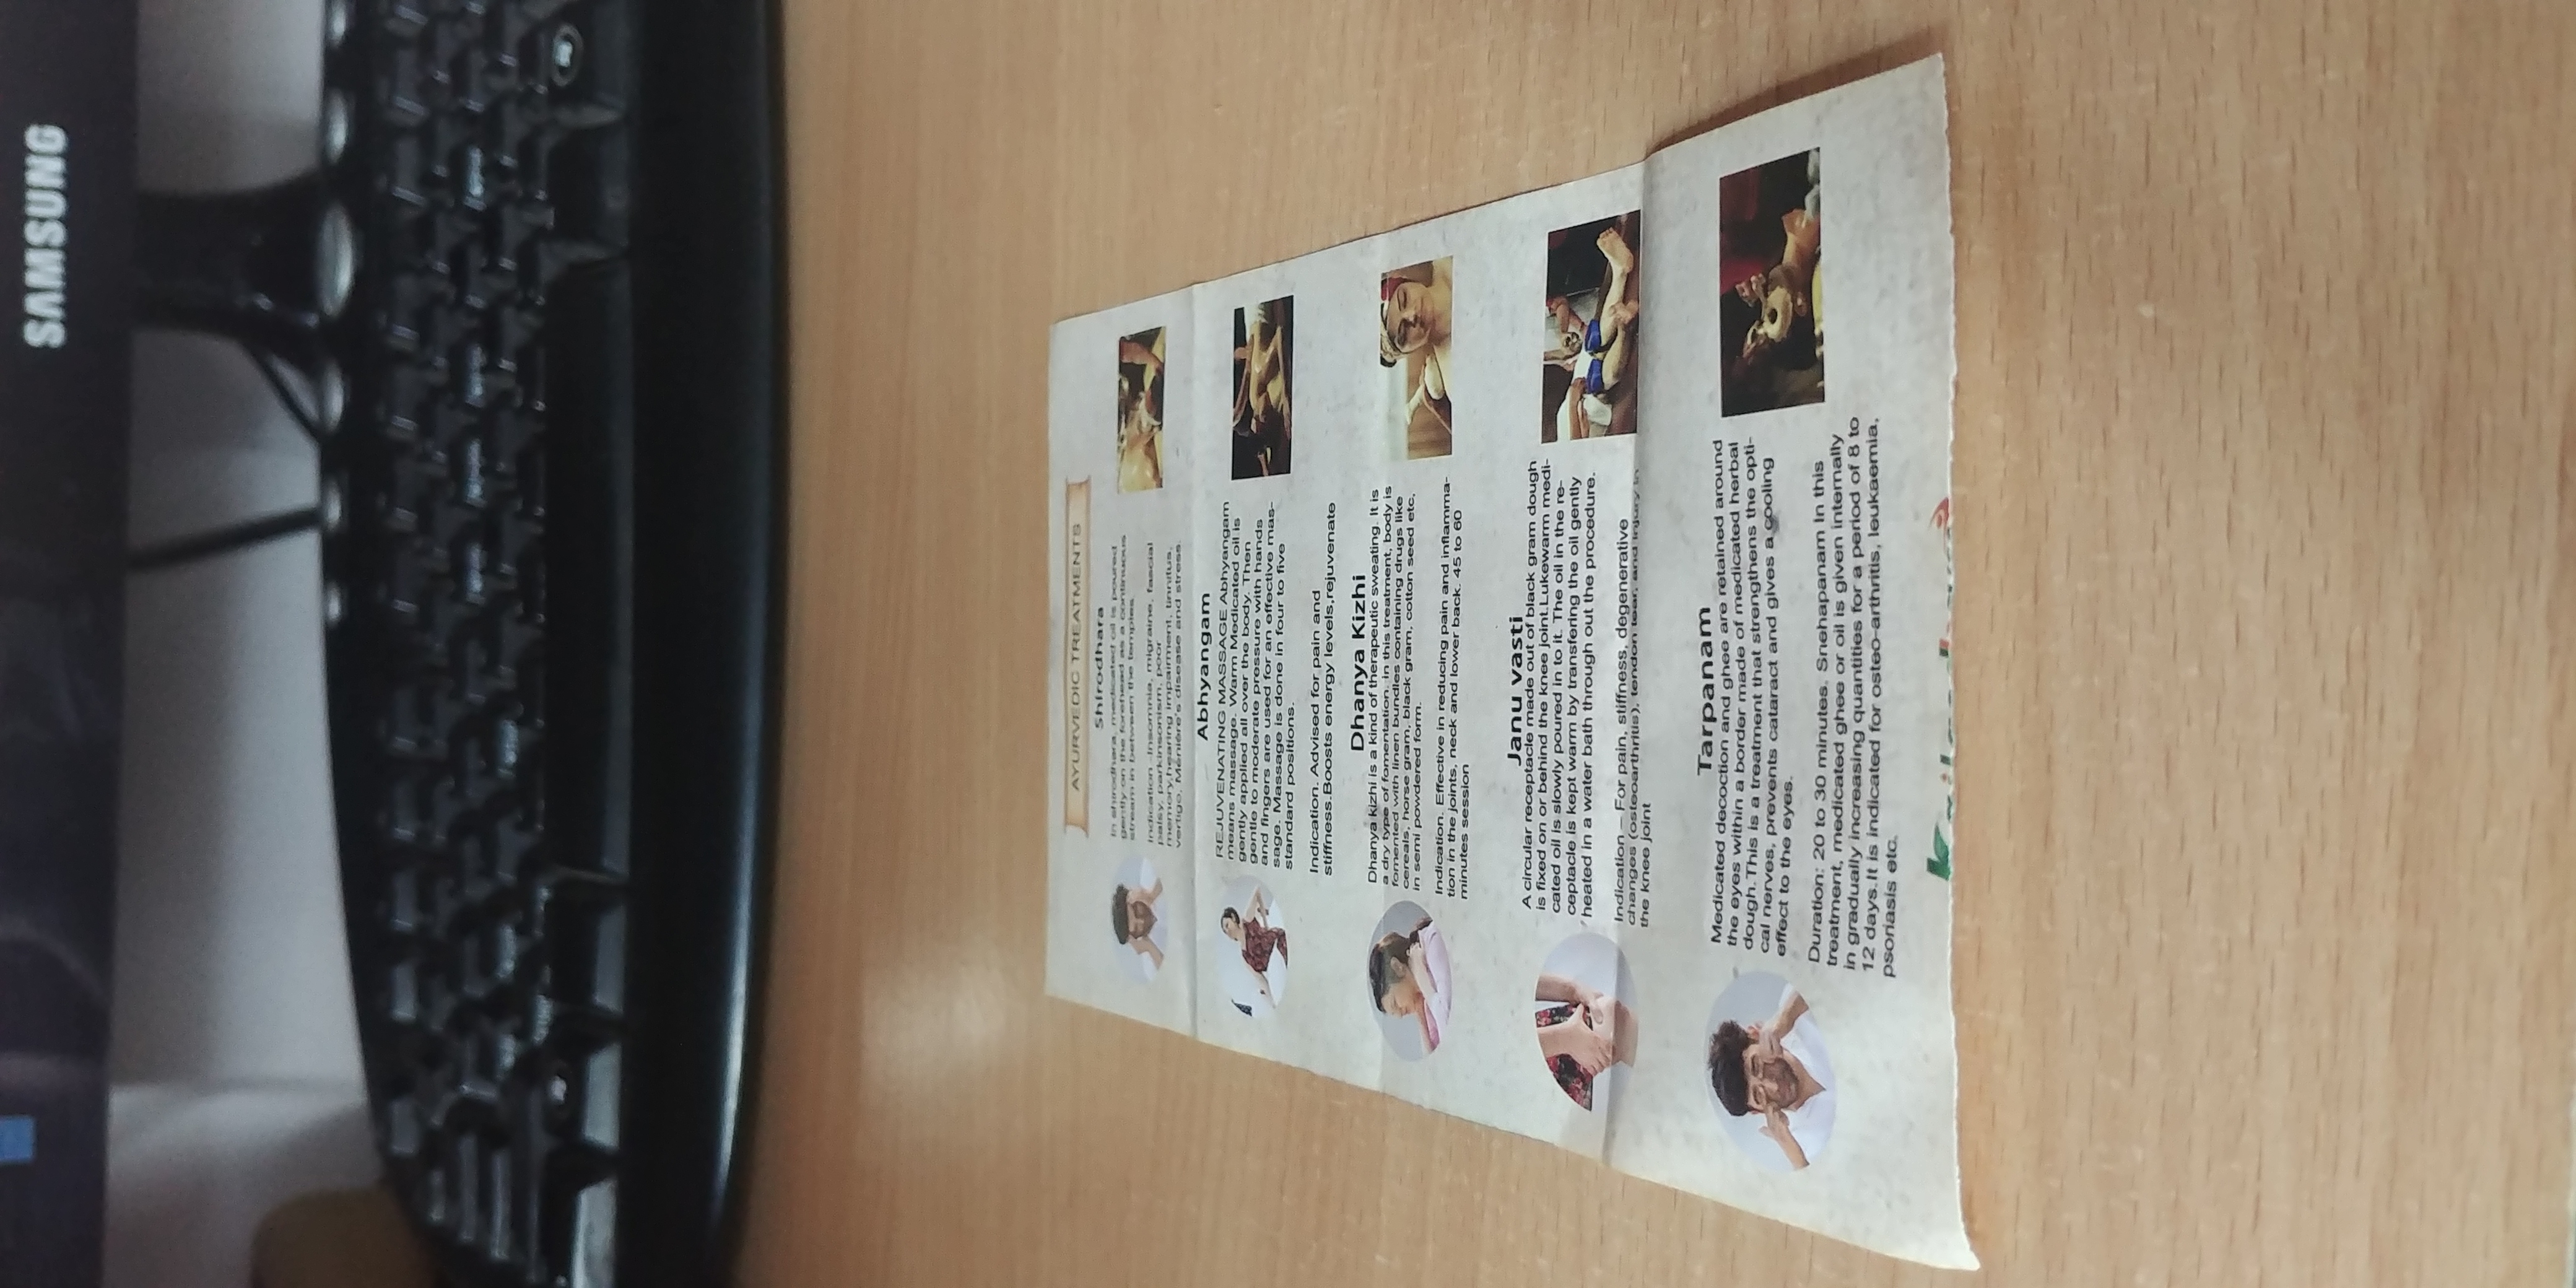 SAMSUNG
AYURVEDIC TREATMENTS
Shirodhara
In shirodhara, medicated oil is poured
gently on the forehead as a continuous
stream in between the temples.
Indication -Insomnia, migraine, fascial
palsy, parkinsonism, poor
memory,hearing impairment, tinnitus,
vertigo, Ménière's disease and stress.
Abhyangam
REJUVENATING MASSAGE Abhyangam
means massage. Warm Medicated oil is
gently applied all over the body. Then
gentle to moderate pressure with hands
and fingers are used for an effective mas-
sage. Massage is done in four to five
standard positions.
Indication. Advised for pain and
stiffness.Boosts energy levels,rejuvenate
Dhanya Kizhi
Dhanya kizhi is a kind of therapeutic sweating. It is
a dry type of fomentation. in this treatment, body is
fomented with linen bundles containing drugs like
cereals, horse gram, black gram, cotton seed etc,
in semi powdered form.
Indication. Effective in reducing pain and inflamma-
tion in the joints, neck and lower back. 45 to 60
minutes session
Janu vasti
A circular receptacle made out of black gram dough
is fixed on or behind the knee joint.Lukewarm medi-
cated oil is slowly poured in to it. The oil in the re-
ceptacle is kept warm by transfering the oil gently
heated in a water bath through out the procedure.
Indication – For pain, stiffness, degenerative
changes (osteoarthritis), tendon tear, and injury in
the knee joint
Tarpanam
Medicated decoction and ghee are retained around
the eyes within a border made of medicated herbal
dough.This is a treatment that strengthens the opti-
cal nerves, prevents cataract and gives a cooling
effect to the eyes.
Duration: 20 to 30 minutes. Snehapanam In this
treatment, medicated ghee or oil is given internally
in gradually increasing quantities for a period of 8 to
12 days.It is indicated for osteo-arthritis, leukaemia,
psoriasis etc.